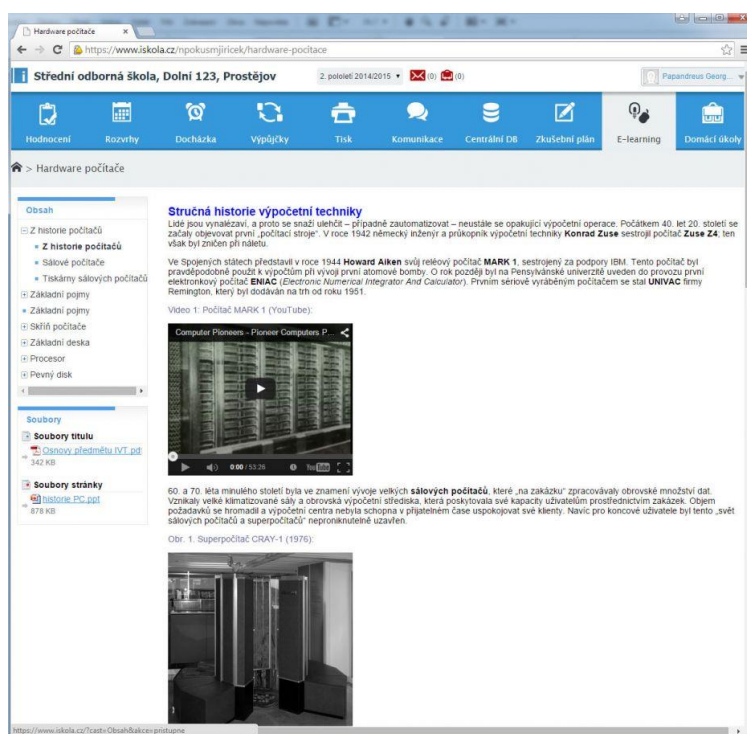 Hardware počítače
https://www.iskola.cz/npokusmjiricek/hardware-pocitace
Střední odborná škola, Dolní 123, Prostějov
2. pololetí 2014/2015
(0)
(0)
Papandreus Georg...
Hodnocení
Rozvrhy
Docházka
Výpůjčky
Tisk
Komunikace
Centrální DB
Zkušební plán
E-learning
Domácí úkoly
> Hardware počítače
Obsah
Z historie počítačů
Z historie počítačů
Sálové počítače
Tiskárny sálových počítačů
Základní pojmy
Základní pojmy
Skříň počítače
Základní deska
Procesor
Pevný disk
Soubory
Soubory titulu
Osnovy předmětu IVT.pdf
342 KB
Soubory stránky
historie PC.ppt
878 KB
Stručná historie výpočetní techniky
Lidé jsou vynalézaví, a proto se snaží ulehčit – případně zautomatizovat – neustále se opakující výpočetní operace. Počátkem 40. let 20. století se
začaly objevovat první „počítací stroje“. V roce 1942 německý inženýr a průkopník výpočetní techniky Konrad Zuse sestrojil počítač Zuse Z4, ten
však byl zničen při náletu.
Ve Spojených státech představil v roce 1944 Howard Aiken svůj reléový počítač MARK 1, sestrojený za podpory IBM. Tento počítač byl
pravděpodobně použit k výpočtům při vývoji první atomové bomby. O rok později byl na Pensylvánské univerzitě uveden do provozu první
elektronkový počítač ENIAC (Electronic Numerical Integrator And Calculator). Prvním sériově vyráběným počítačem se stal UNIVAC firmy
Remington, který byl dodáván na trh od roku 1951.
Video 1: Počítač MARK 1 (YouTube):
Computer Pioneers - Pioneer Computers P...
0:00 / 53:26
YouTube
60. a 70. léta minulého století byla ve znamení vývoje velkých sálových počítačů, které „na zakázku“ zpracovávaly obrovské množství dat.
Vznikaly velké klimatizované sály a obrovská výpočetní střediska, která poskytovala své kapacity uživatelům prostřednictvím zakázek. Objem
požadavků se hromadil a výpočetní centra nebyla schopna v přijatelném čase uspokojovat své klienty. Navíc pro koncové uživatele byl tento „svět
sálových počítačů a superpočítačů“ neproniknutelně uzavřen.
Obr. 1. Superpočítač CRAY-1 (1976):
https://www.iskola.cz/?cast=Obsah&akce=pristupne